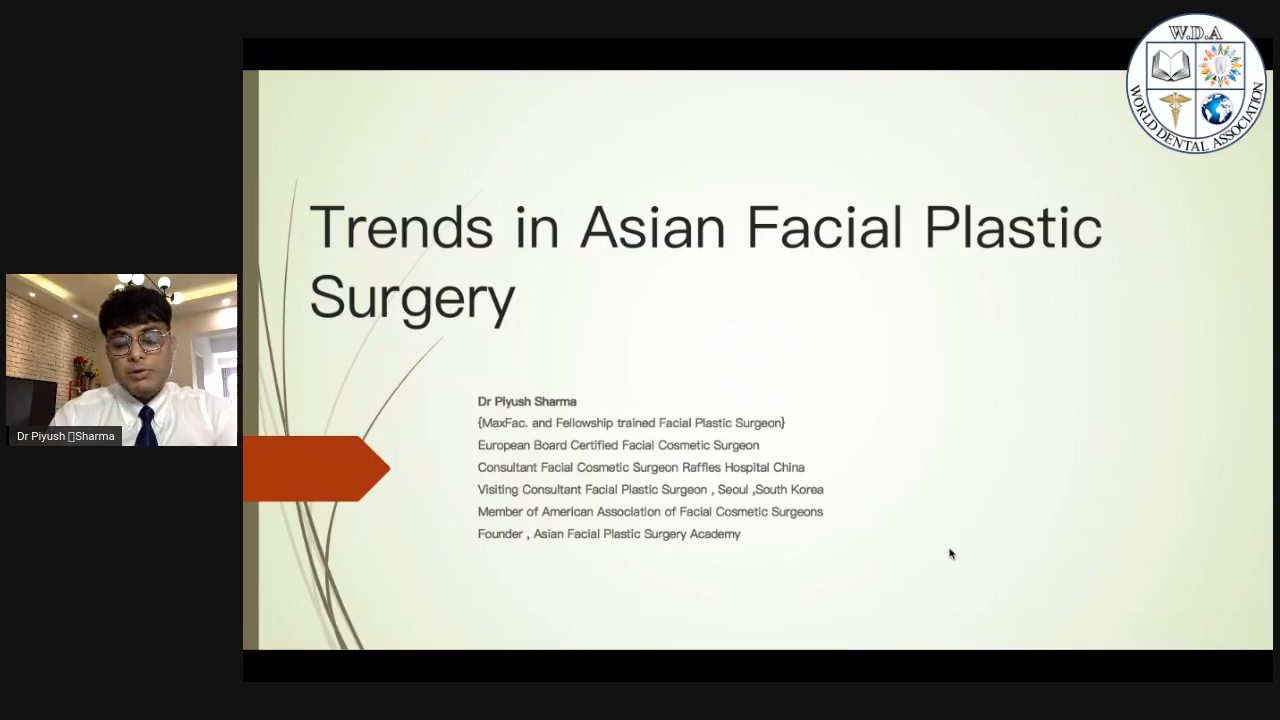 W.D.A
WORLD DENTAL ASSOCIATION
Trends in Asian Facial Plastic
Surgery
Dr Piyush Sharma
{MaxFac. and Fellowship trained Facial Plastic Surgeon}
European Board Certified Facial Cosmetic Surgeon
Consultant Facial Cosmetic Surgeon Raffles Hospital China
Visiting Consultant Facial Plastic Surgeon , Seoul ,South Korea
Member of American Association of Facial Cosmetic Surgeons
Founder , Asian Facial Plastic Surgery Academy
Dr Piyush Sharma